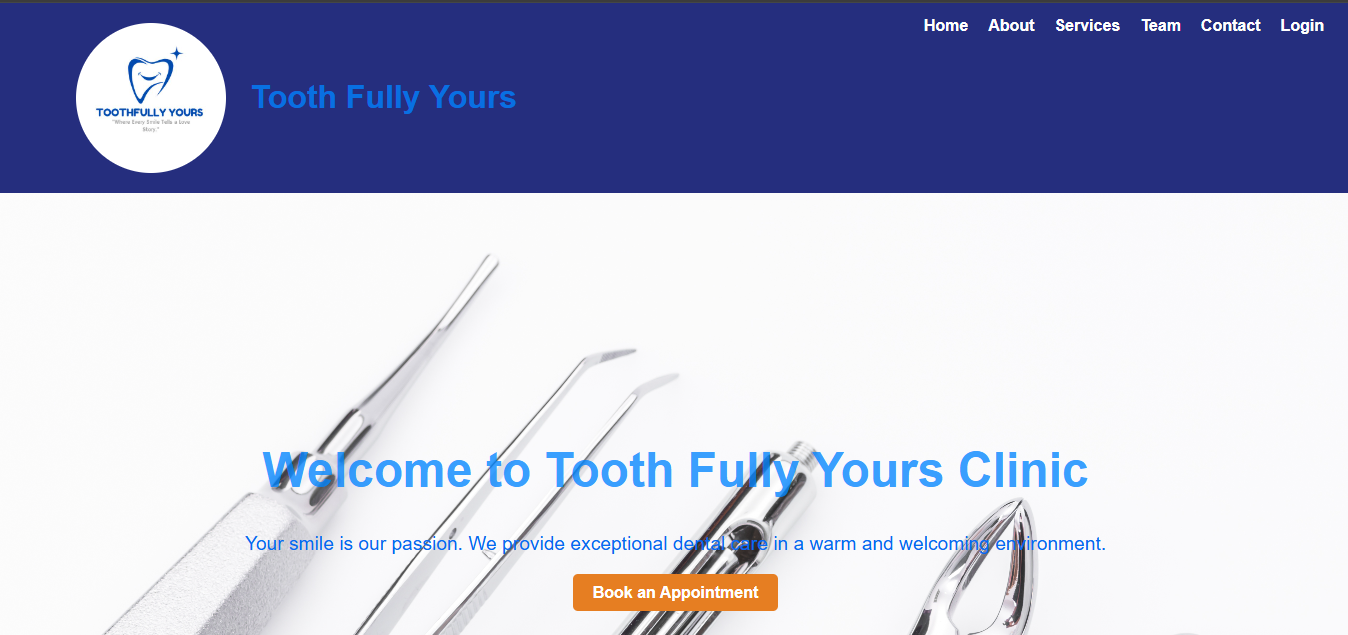 Home About Services Team Contact Login
TOOTHFULLY YOURS
"Where Every Smile Tells a Love
Story."
Tooth Fully Yours
Welcome to Tooth Fully Yours Clinic
Your smile is our passion. We provide exceptional dental care in a warm and welcoming environment.
Book an Appointment